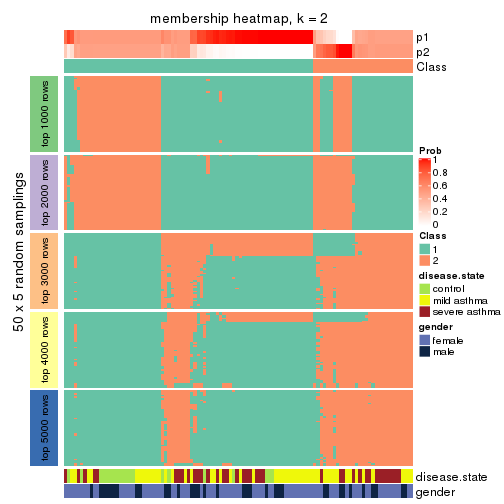 membership heatmap, k = 2
p1
p2
Class
50 x 5 random samplings
top 1000 rows
top 2000 rows
top 3000 rows
top 4000 rows
top 5000 rows
Prob
1
0.8
0.6
0.4
0.2
0
Class
1
2
disease.state
control
mild asthma
severe asthma
gender
female
male
disease.state
gender